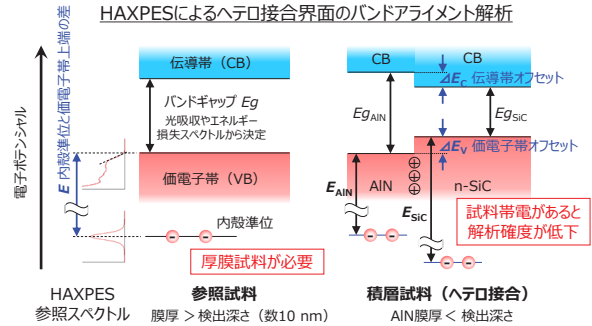 HAXPESによるヘテロ接合界面のバンドアライメント解析
電子ポテンシャル
E 内殻準位と価電子帯上端の差
伝導帯（CB）
バンドギャップ Eg
光吸収やエネルギー
損失スペクトルから決定
価電子帯（VB）
内殻準位
厚膜試料が必要
CB
CB
ΔEC 伝導帯オフセット
EgAlN
EgSiC
ΔEV 価電子帯オフセット
EAlN
AlN
n-SiC
ESiC
試料帯電があると
解析確度が低下
HAXPES
参照スペクトル
参照試料
膜厚 > 検出深さ（数10 nm）
積層試料（ヘテロ接合）
AlN膜厚 < 検出深さ